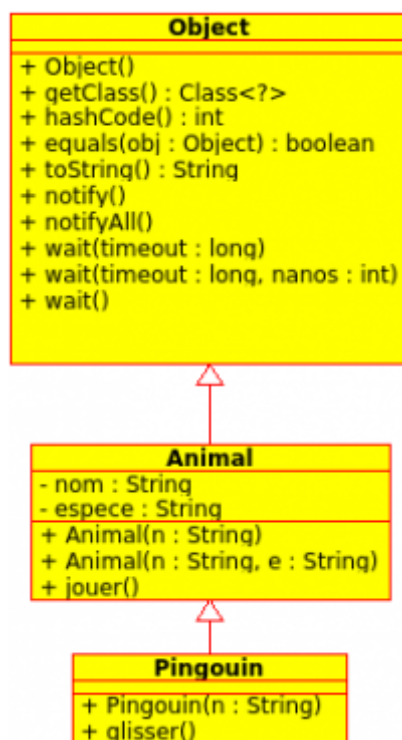 Object
+ Object()
+ getClass() : Class<?>
+ hashCode() : int
+ equals(obj : Object) : boolean
+ toString() : String
+ notify()
+ notifyAll()
+ wait(timeout : long)
+ wait(timeout : long, nanos : int)
+ wait()
Animal
- nom : String
- espece : String
+ Animal(n : String)
+ Animal(n : String, e : String)
+ jouer()
Pingouin
+ Pingouin(n : String)
+ glisser()